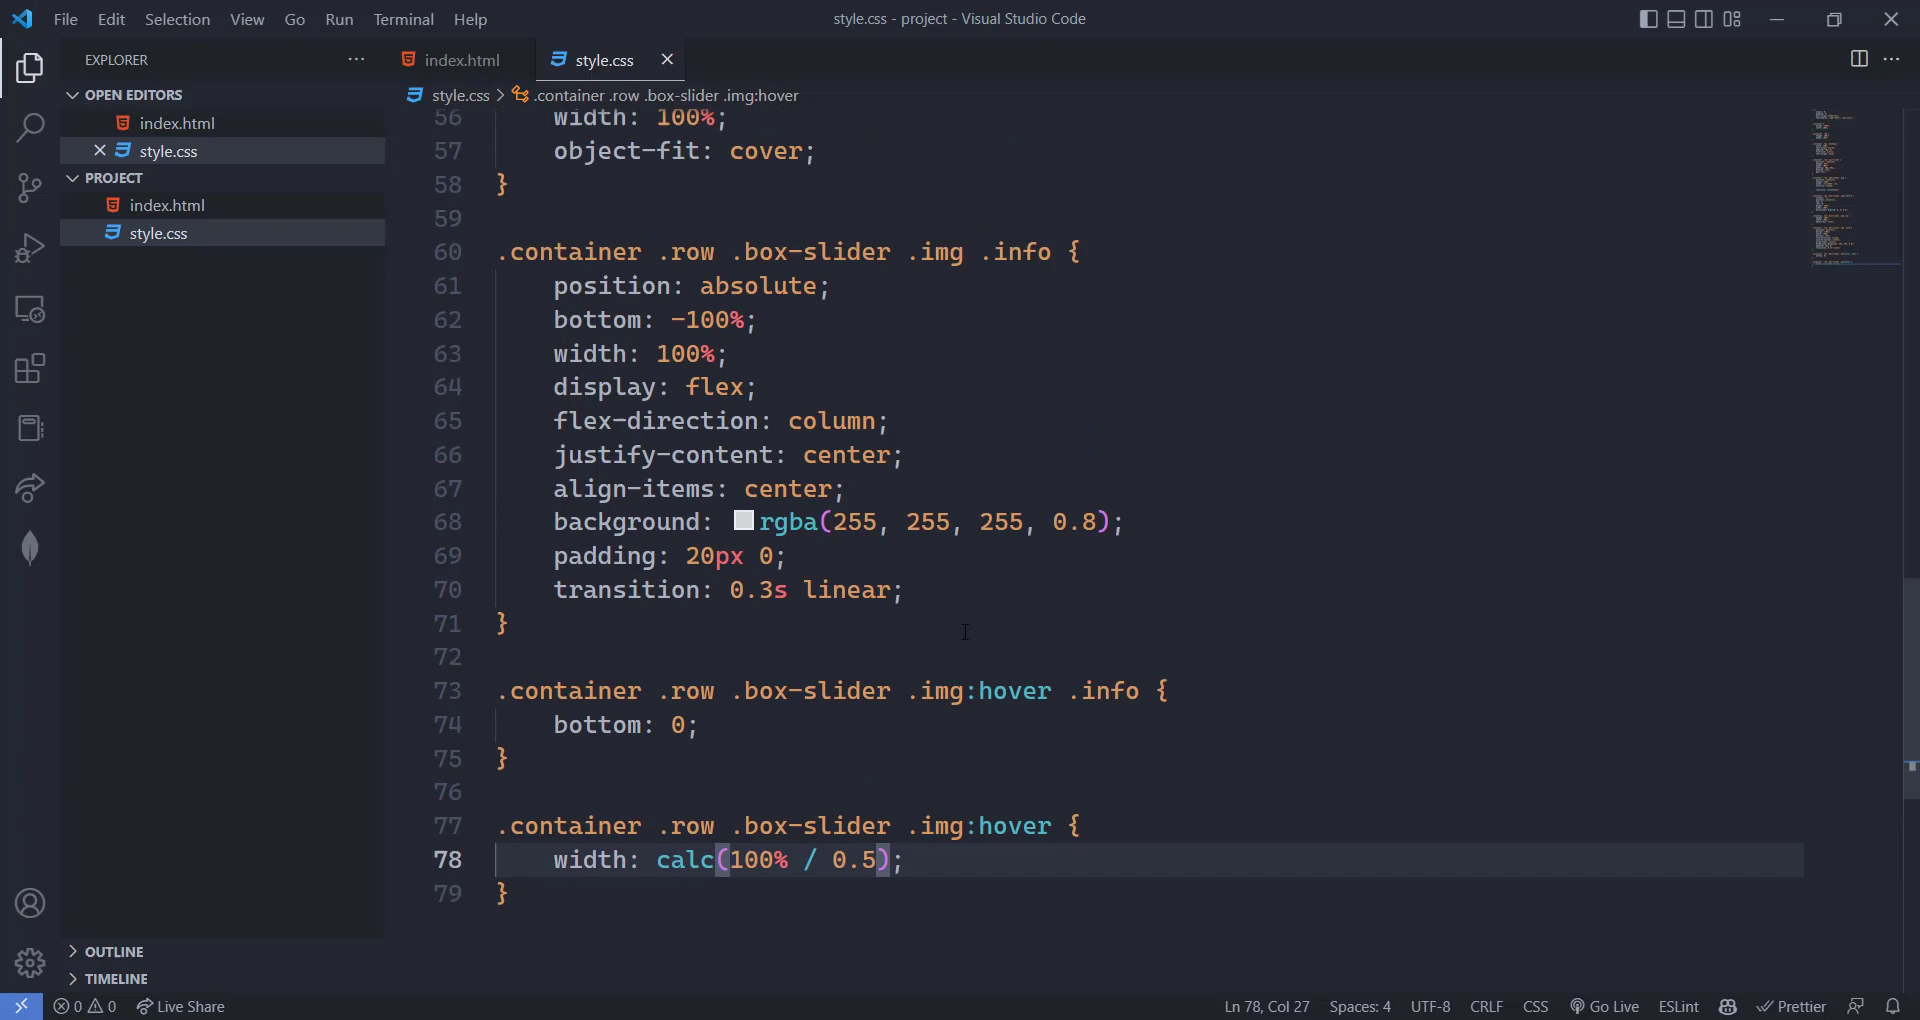 File Edit Selection View Go Run Terminal Help
style.css - project - Visual Studio Code
EXPLORER
index.html
style.css
OPEN EDITORS
index.html
style.css
PROJECT
index.html
style.css
style.css > .container .row .box-slider .img:hover
56 width: 100%;
57 object-fit: cover;
58 }
59
60 .container .row .box-slider .img .info {
61 position: absolute;
62 bottom: -100%;
63 width: 100%;
64 display: flex;
65 flex-direction: column;
66 justify-content: center;
67 align-items: center;
68 background: rgba(255, 255, 255, 0.8);
69 padding: 20px 0;
70 transition: 0.3s linear;
71 }
72
73 .container .row .box-slider .img:hover .info {
74 bottom: 0;
75 }
76
77 .container .row .box-slider .img:hover {
78 width: calc(100% / 0.5);
79 }
OUTLINE
TIMELINE
0 0 Live Share
Ln 78, Col 27 Spaces: 4 UTF-8 CRLF CSS Go Live ESLint Prettier